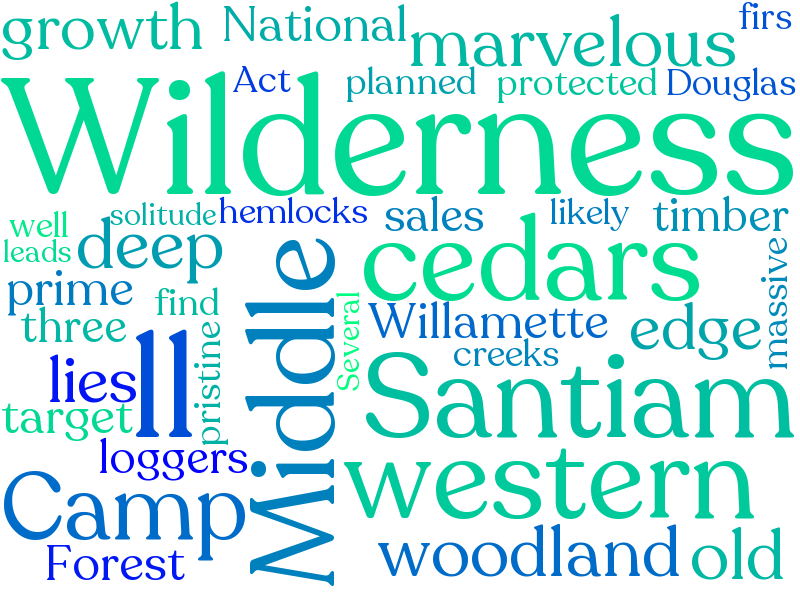 growth National marvelous firs
Act planned protected Douglas
Wilderness
well solitude hemlocks sales likely timber
leads deep Middle cedars massive
prime find Several Willamette edge
three pristine creeks
lies ll Santiam
target
loggers western
Camp
Forest woodland old